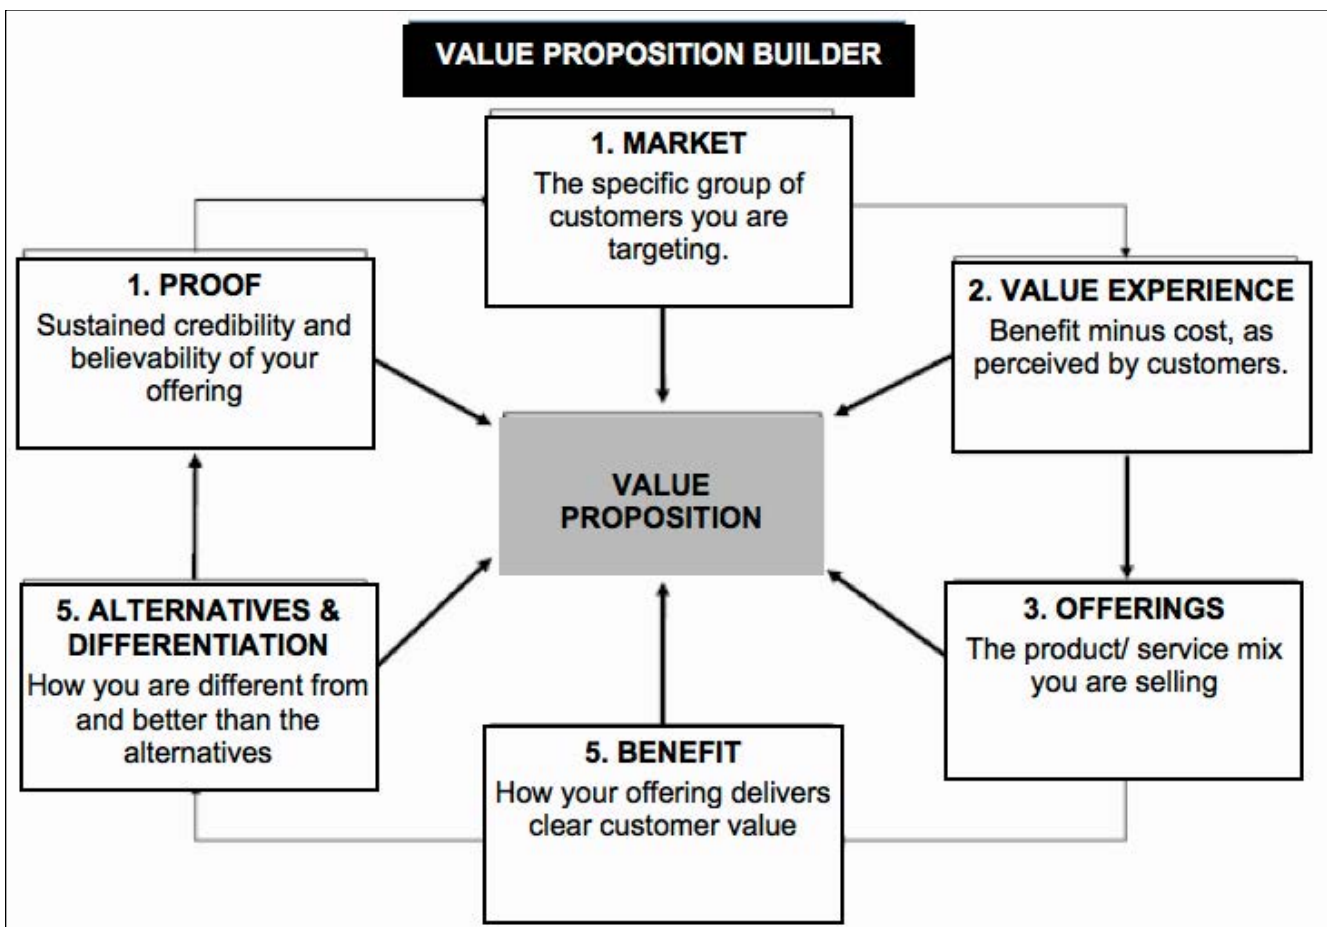 VALUE PROPOSITION BUILDER
1. MARKET
The specific group of
customers you are
targeting.
1. PROOF
Sustained credibility and
believability of your
offering
2. VALUE EXPERIENCE
Benefit minus cost, as
perceived by customers.
VALUE
PROPOSITION
5. ALTERNATIVES &
DIFFERENTIATION
How you are different from
and better than the
alternatives
3. OFFERINGS
The product/ service mix
you are selling
5. BENEFIT
How your offering delivers
clear customer value